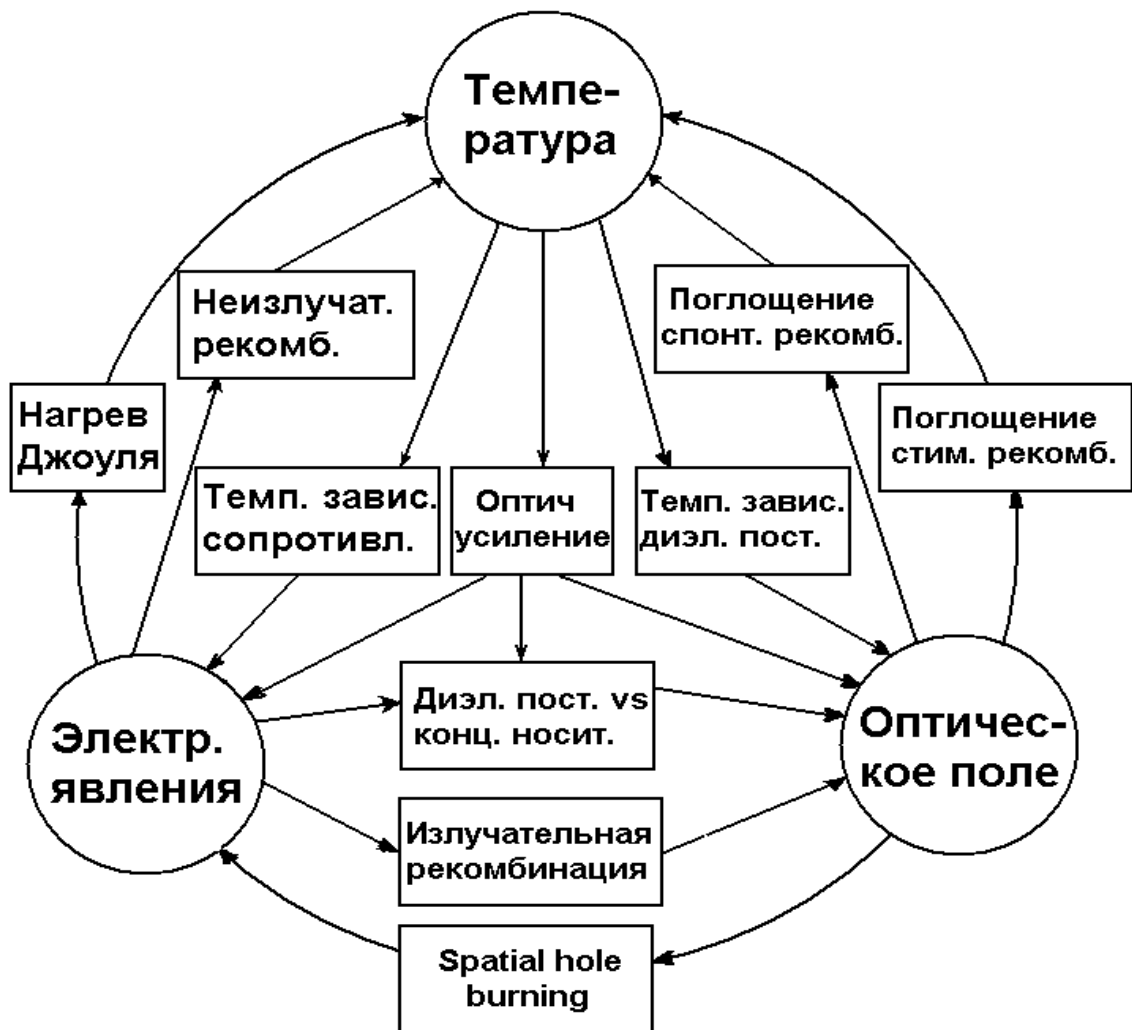 Темпе-
ратура
Неизлучат.
рекомб.
Поглощение
спонт. рекомб.
Нагрев
Джоуля
Поглощение
стим. рекомб.
Темп. завис.
сопротивл.
Оптич
усиление
Темп. завис.
диэл. пост.
Диэл. пост. vs
конц. носит.
Электр.
явления
Оптичес-
кое поле
Излучательная
рекомбинация
Spatial hole
burning